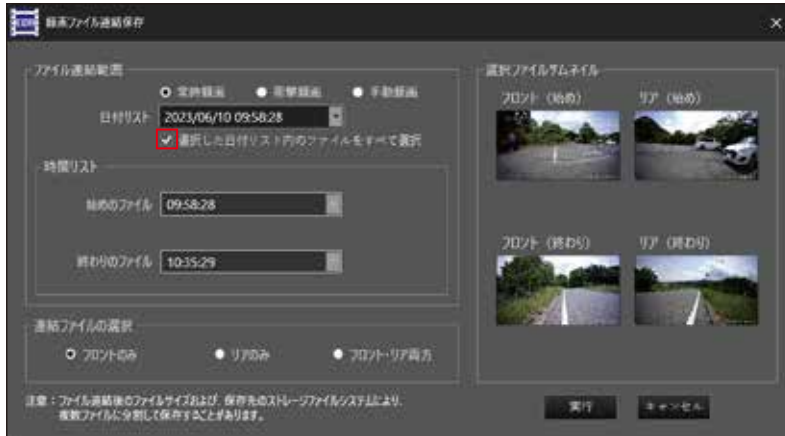 録画ファイル連結保存
ファイル連結範囲
常時録画 衝撃録画 手動録画
日付リスト 2023/06/10 09:58:28
選択した日付リスト内のファイルをすべて選択
時間リスト
始めのファイル 09:58:28
終わりのファイル 10:35:29
連結ファイルの選択
フロントのみ リアのみ フロント・リア両方
注意：ファイル連結後のファイルサイズおよび、保存先のストレージファイルシステムにより、
複数ファイルに分割して保存することがあります。
選択ファイルサムネイル
フロント（始め） リア（始め）
フロント（終わり） リア（終わり）
実行 キャンセル